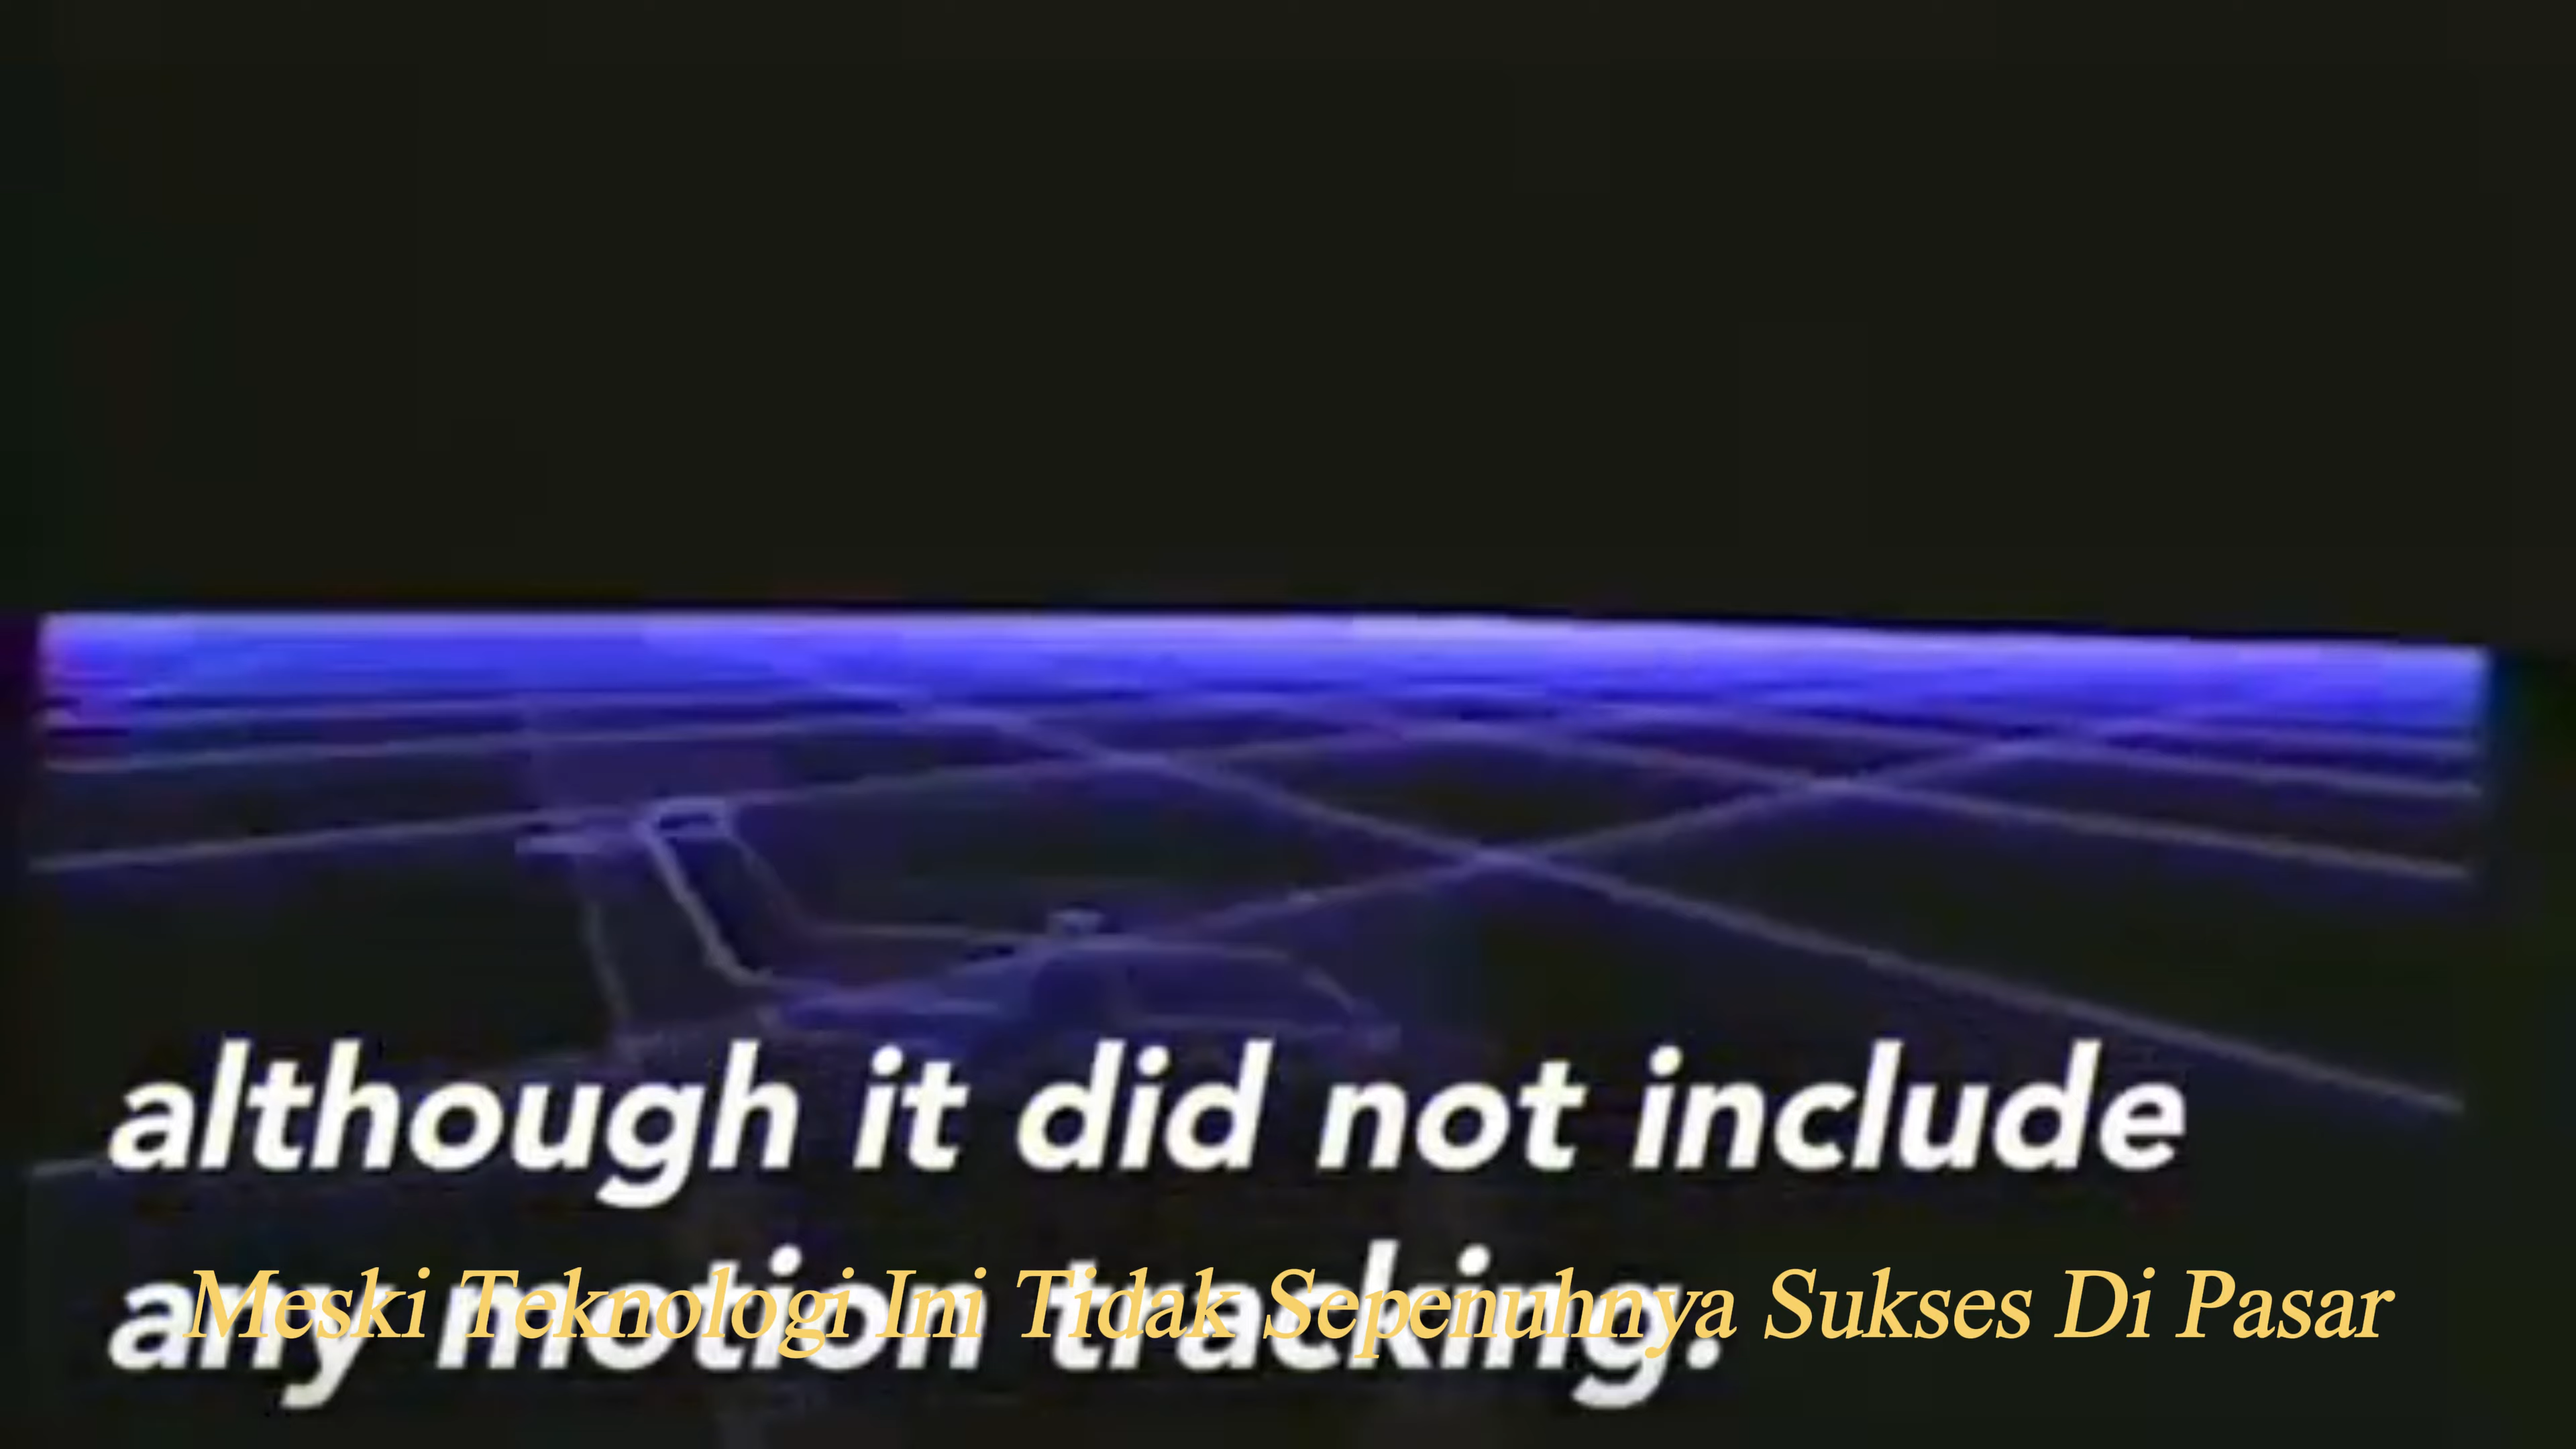 although it did not include
any motion tracking.
Meski Teknologi Ini Tidak Sepenuhnya Sukses Di Pasar